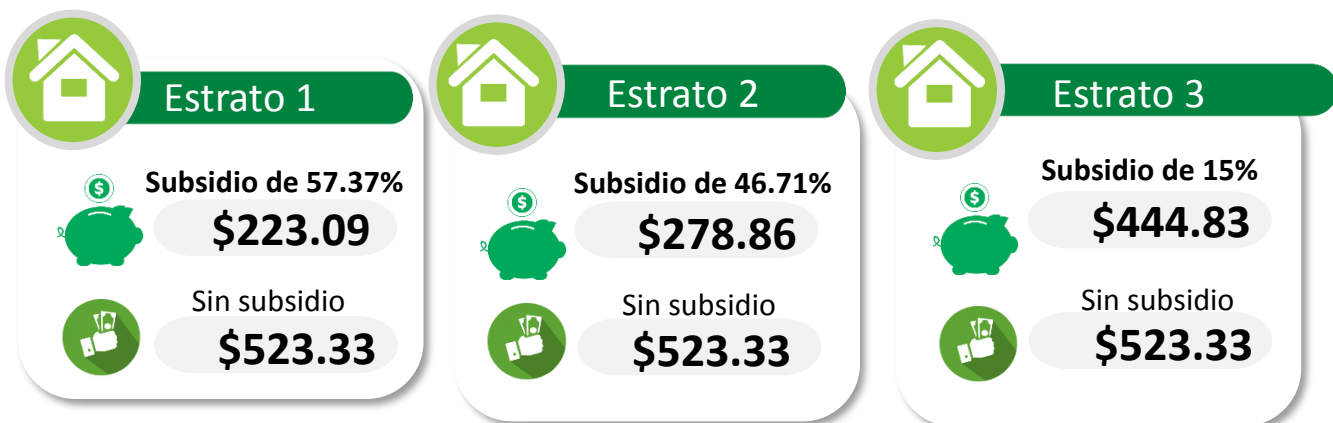 Estrato 1
Subsidio de 57.37%
$
$223.09
Sin subsidio
$523.33
Estrato 2
Subsidio de 46.71%
$
$278.86
Sin subsidio
$523.33
Estrato 3
Subsidio de 15%
$
$444.83
Sin subsidio
$523.33